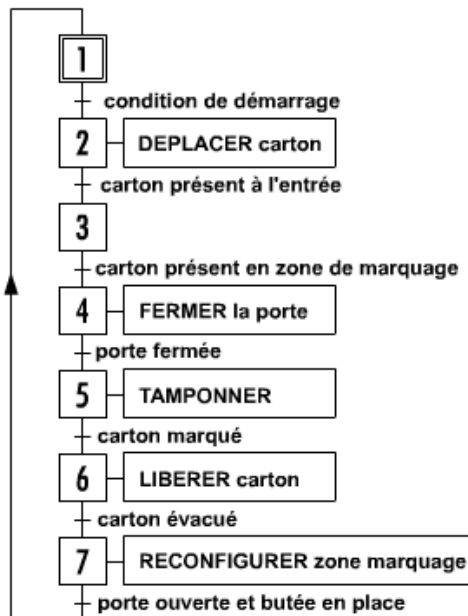 1
condition de démarrage
2 DEPLACER carton
carton présent à l'entrée
3
carton présent en zone de marquage
4 FERMER la porte
porte fermée
5 TAMPONNER
carton marqué
6 LIBERER carton
carton évacué
7 RECONFIGURER zone marquage
porte ouverte et butée en place